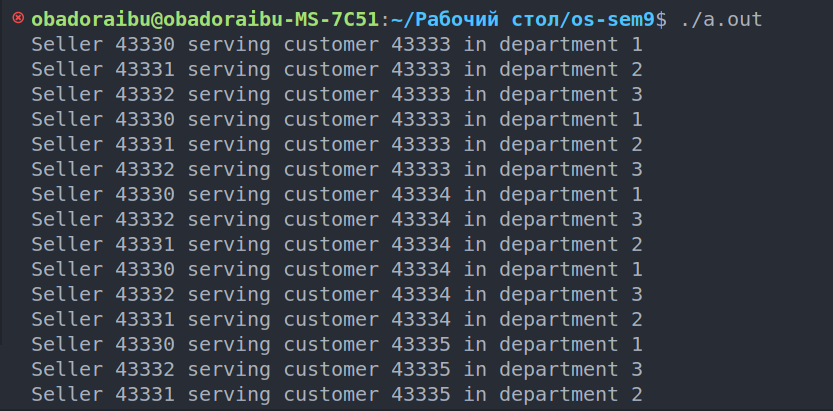 obadoraibu@obadoraibu-MS-7C51:~/Рабочий стол/os-sem9$ ./a.out
Seller 43330 serving customer 43333 in department 1
Seller 43331 serving customer 43333 in department 2
Seller 43332 serving customer 43333 in department 3
Seller 43330 serving customer 43333 in department 1
Seller 43331 serving customer 43333 in department 2
Seller 43332 serving customer 43333 in department 3
Seller 43330 serving customer 43334 in department 1
Seller 43332 serving customer 43334 in department 3
Seller 43331 serving customer 43334 in department 2
Seller 43330 serving customer 43334 in department 1
Seller 43332 serving customer 43334 in department 3
Seller 43331 serving customer 43334 in department 2
Seller 43330 serving customer 43335 in department 1
Seller 43332 serving customer 43335 in department 3
Seller 43331 serving customer 43335 in department 2